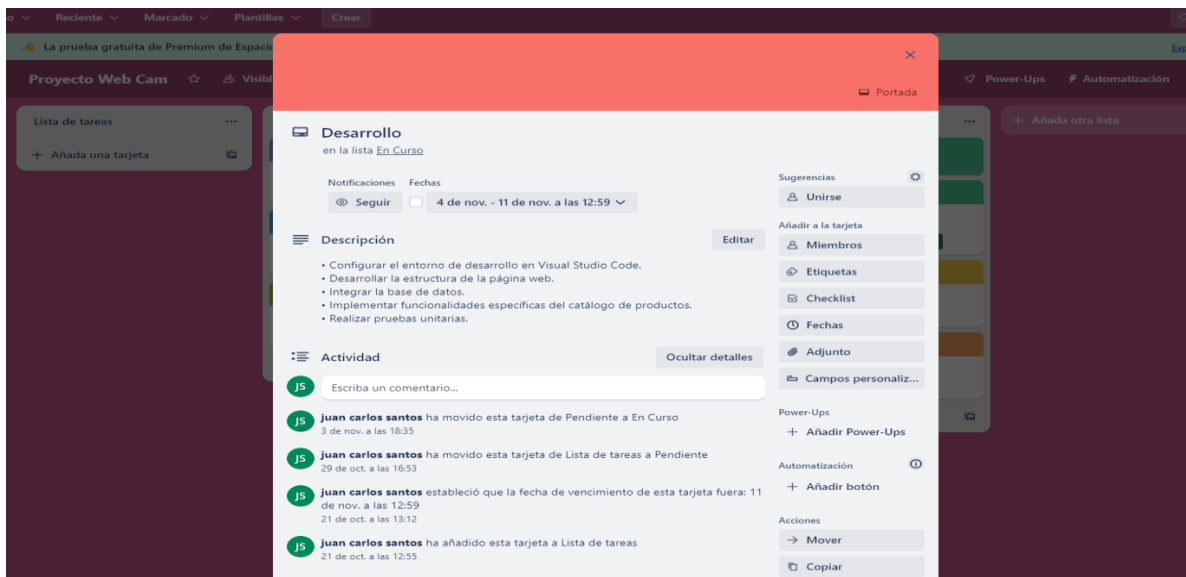 Reciente Marcado Plantillas Crear
La prueba gratuita de Premium de Espacio
Proyecto Web Cam
Power-Ups Automatización
Lista de tareas
+ Añada una tarjeta
+ Añada otra lista
Portada
Desarrollo
en la lista En Curso
Notificaciones Fechas
Seguir 4 de nov. - 11 de nov. a las 12:59
Descripción Editar
• Configurar el entorno de desarrollo en Visual Studio Code.
• Desarrollar la estructura de la página web.
• Integrar la base de datos.
• Implementar funcionalidades específicas del catálogo de productos.
• Realizar pruebas unitarias.
Actividad Ocultar detalles
JS Escriba un comentario...
JS juan carlos santos ha movido esta tarjeta de Pendiente a En Curso
3 de nov. a las 18:35
JS juan carlos santos ha movido esta tarjeta de Lista de tareas a Pendiente
29 de oct. a las 16:53
JS juan carlos santos estableció que la fecha de vencimiento de esta tarjeta fuera: 11
de nov. a las 12:59
21 de oct. a las 13:12
JS juan carlos santos ha añadido esta tarjeta a Lista de tareas
21 de oct. a las 12:55
Sugerencias
Unirse
Añadir a la tarjeta
Miembros
Etiquetas
Checklist
Fechas
Adjunto
Campos personaliz...
Power-Ups
+ Añadir Power-Ups
Automatización
+ Añadir botón
Acciones
Mover
Copiar